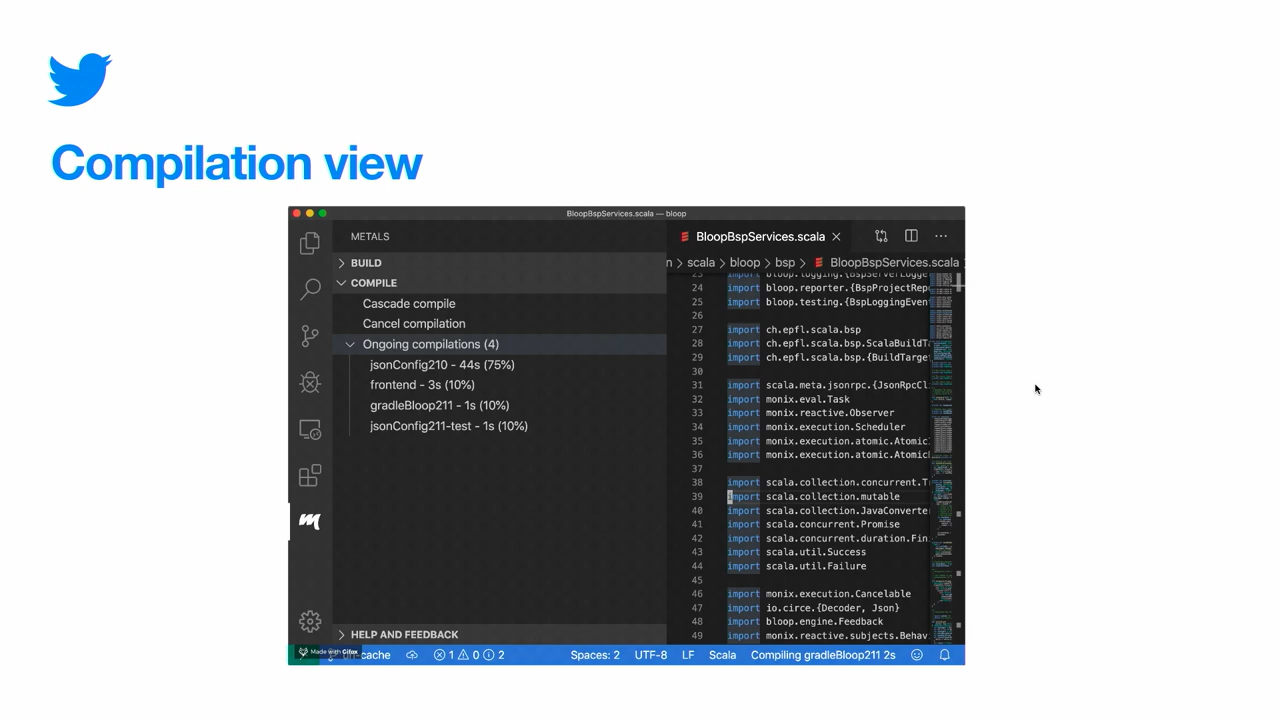 Compilation view
BloopBspServices.scala — bloop
METALS
BUILD
COMPILE
Cascade compile
Cancel compilation
Ongoing compilations (4)
jsonConfig210 - 44s (75%)
frontend - 3s (10%)
gradleBloop211 - 1s (10%)
jsonConfig211-test - 1s (10%)
HELP AND FEEDBACK
BloopBspServices.scala
scala > bloop > bsp > BloopBspServices.scala
23 import bloop.logging.{BspServerLogge
24 import bloop.reporter.{BspProjectRepo
25 import bloop.testing.{BspLoggingEven
26
27 import ch.epfl.scala.bsp
28 import ch.epfl.scala.bsp.ScalaBuildTa
29 import ch.epfl.scala.bsp.{BuildTarge
30
31 import scala.meta.jsonrpc.{JsonRpcCl
32 import monix.eval.Task
33 import monix.reactive.Observer
34 import monix.execution.Scheduler
35 import monix.execution.atomic.Atomic
36 import monix.execution.atomic.Atomic
37
38 import scala.collection.concurrent.Tr
39 import scala.collection.mutable
40 import scala.collection.JavaConverter
41 import scala.concurrent.Promise
42 import scala.concurrent.duration.Fin
43 import scala.util.Success
44 import scala.util.Failure
45
46 import monix.execution.Cancelable
47 import io.circe.{Decoder, Json}
48 import bloop.engine.Feedback
49 import monix.reactive.subjects.Behav
Made with Gifox
cache 1 0 2 Spaces: 2 UTF-8 LF Scala Compiling gradleBloop211 2s